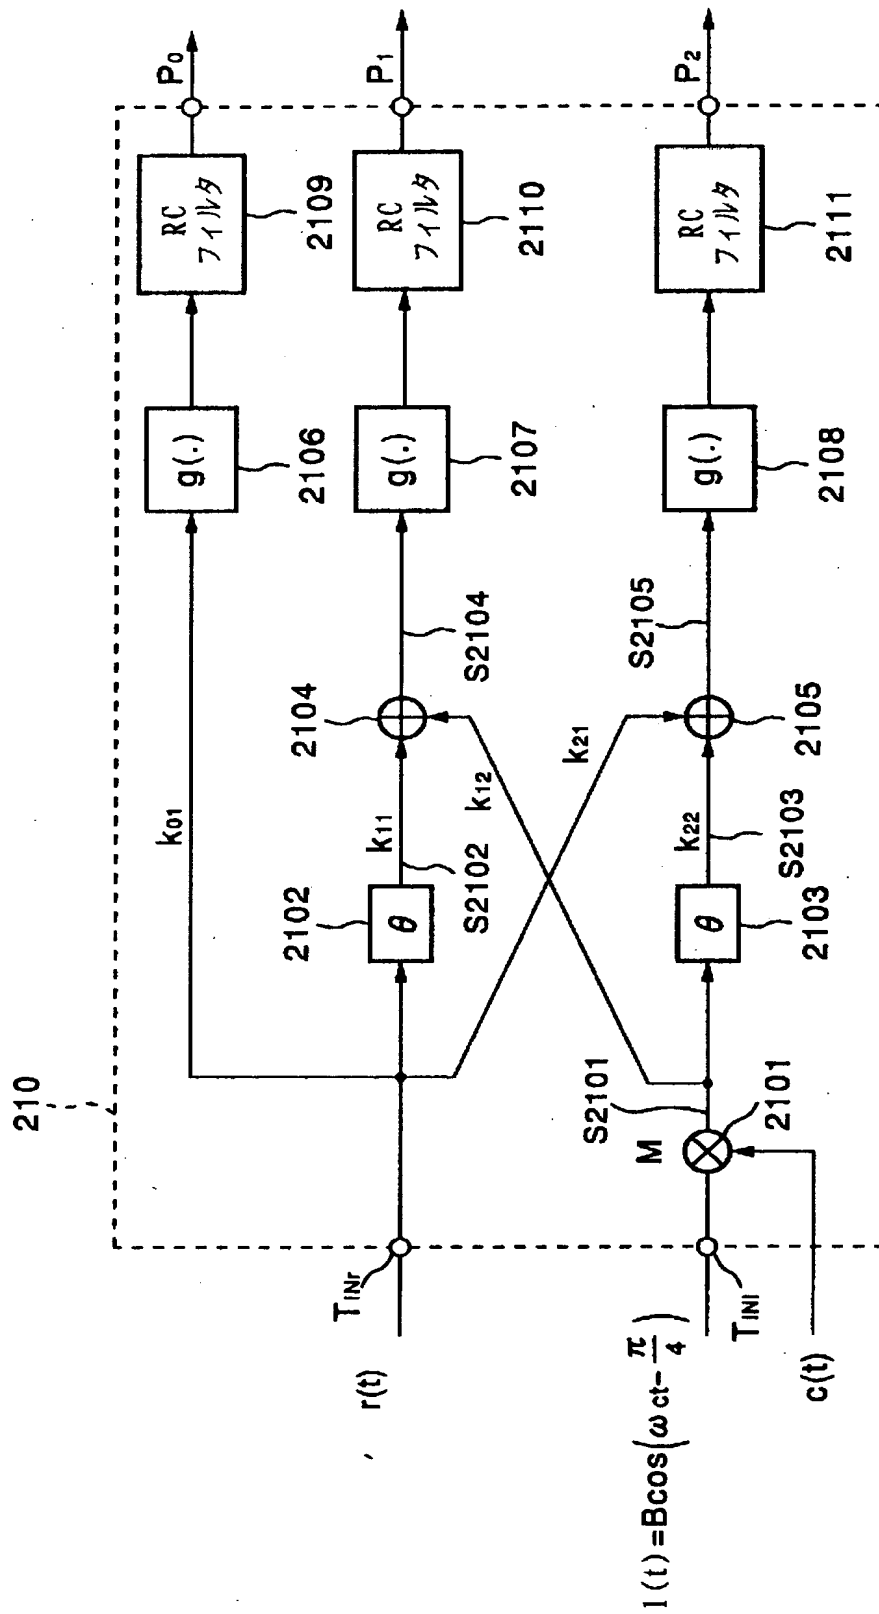 210
r(t)
TINr
l(t)=Bcos(ωct-π/4)
TINl
c(t)
M
2101
S2101
2102
θ
S2102
k01
k11
k12
k21
k22
2103
θ
S2103
2104
S2104
2105
S2105
g(.)
2106
g(.)
2107
g(.)
2108
RC
フィルタ
2109
RC
フィルタ
2110
RC
フィルタ
2111
P0
P1
P2